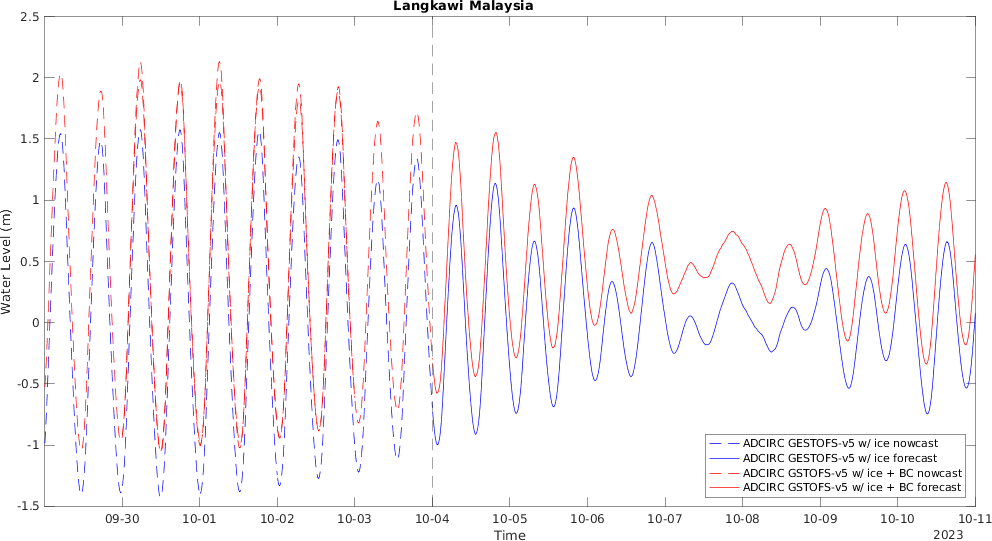 Langkawi Malaysia
2.5
2
1.5
1
0.5
0
-0.5
-1
-1.5
Water Level (m)
09-30 10-01 10-02 10-03 10-04 10-05 10-06 10-07 10-08 10-09 10-10 10-11
Time
2023
ADCIRC GESTOFS-v5 w/ ice nowcast
ADCIRC GESTOFS-v5 w/ ice forecast
ADCIRC GSTOFS-v5 w/ ice + BC nowcast
ADCIRC GSTOFS-v5 w/ ice + BC forecast